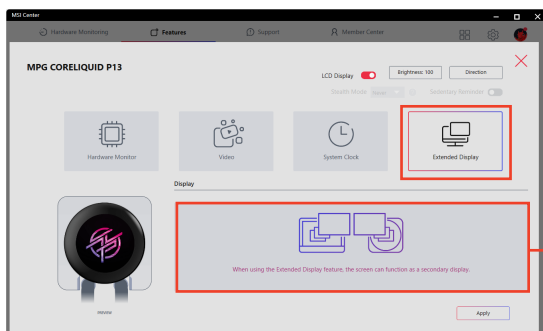 MSI Center
Hardware Monitoring
Features
Support
Member Center
MPG CORELIQUID P13
LCD Display
Brightness: 100
Direction
Stealth Mode
Sedentary Reminder
Hardware Monitor
Video
System Clock
Extended Display
Display
When using the Extended Display feature, the screen can function as a secondary display.
Preview
Apply